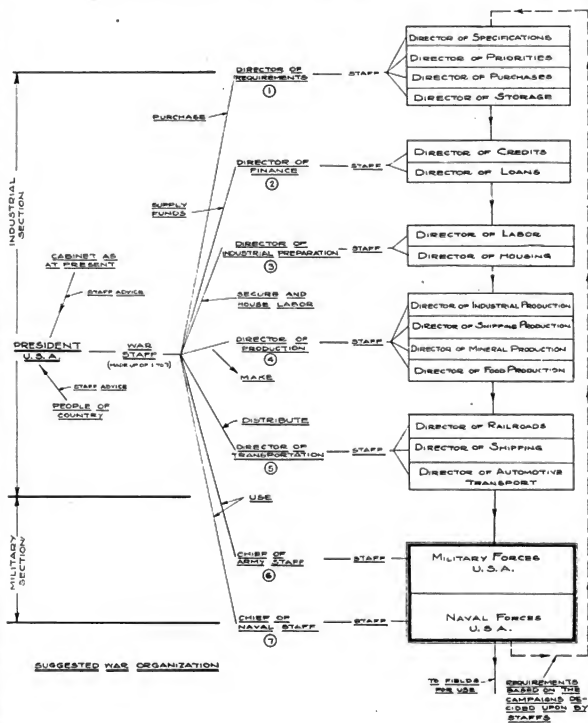 DIRECTOR OF SPECIFICATIONS
DIRECTOR OF PRIORITIES
DIRECTOR OF PURCHASES
DIRECTOR OF STORAGE
DIRECTOR OF
REQUIREMENTS
①
STAFF
PURCHASE
DIRECTOR OF CREDITS
DIRECTOR OF LOANS
DIRECTOR OF
FINANCE
②
STAFF
SUPPLY
FUNDS
INDUSTRIAL
SECTION
DIRECTOR OF LABOR
DIRECTOR OF HOUSING
DIRECTOR OF
INDUSTRIAL PREPARATION
③
STAFF
CABINET AS
AT PRESENT
STAFF ADVICE
SECURE AND
HOUSE LABOR
DIRECTOR OF INDUSTRIAL PRODUCTION
DIRECTOR OF SHIPPING PRODUCTION
DIRECTOR OF MINERAL PRODUCTION
DIRECTOR OF FOOD PRODUCTION
PRESIDENT
U.S.A.
WAR
STAFF
(MADE UP OF 1 TO 7)
DIRECTOR OF
PRODUCTION
④
STAFF
MAKE
STAFF ADVICE
PEOPLE OF
COUNTRY
DISTRIBUTE
DIRECTOR OF
TRANSPORTATION
⑤
STAFF
DIRECTOR OF RAILROADS
DIRECTOR OF SHIPPING
DIRECTOR OF AUTOMOTIVE
TRANSPORT
USE
MILITARY
SECTION
CHIEF OF
ARMY STAFF
⑥
STAFF
MILITARY FORCES
U.S.A.
CHIEF OF
NAVAL STAFF
⑦
STAFF
NAVAL FORCES
U.S.A.
SUGGESTED WAR ORGANIZATION
TO FIELDS
FOR USE
REQUIREMENTS
BASED ON THE
CAMPAIGNS DE-
CIDED UPON BY
STAFFS